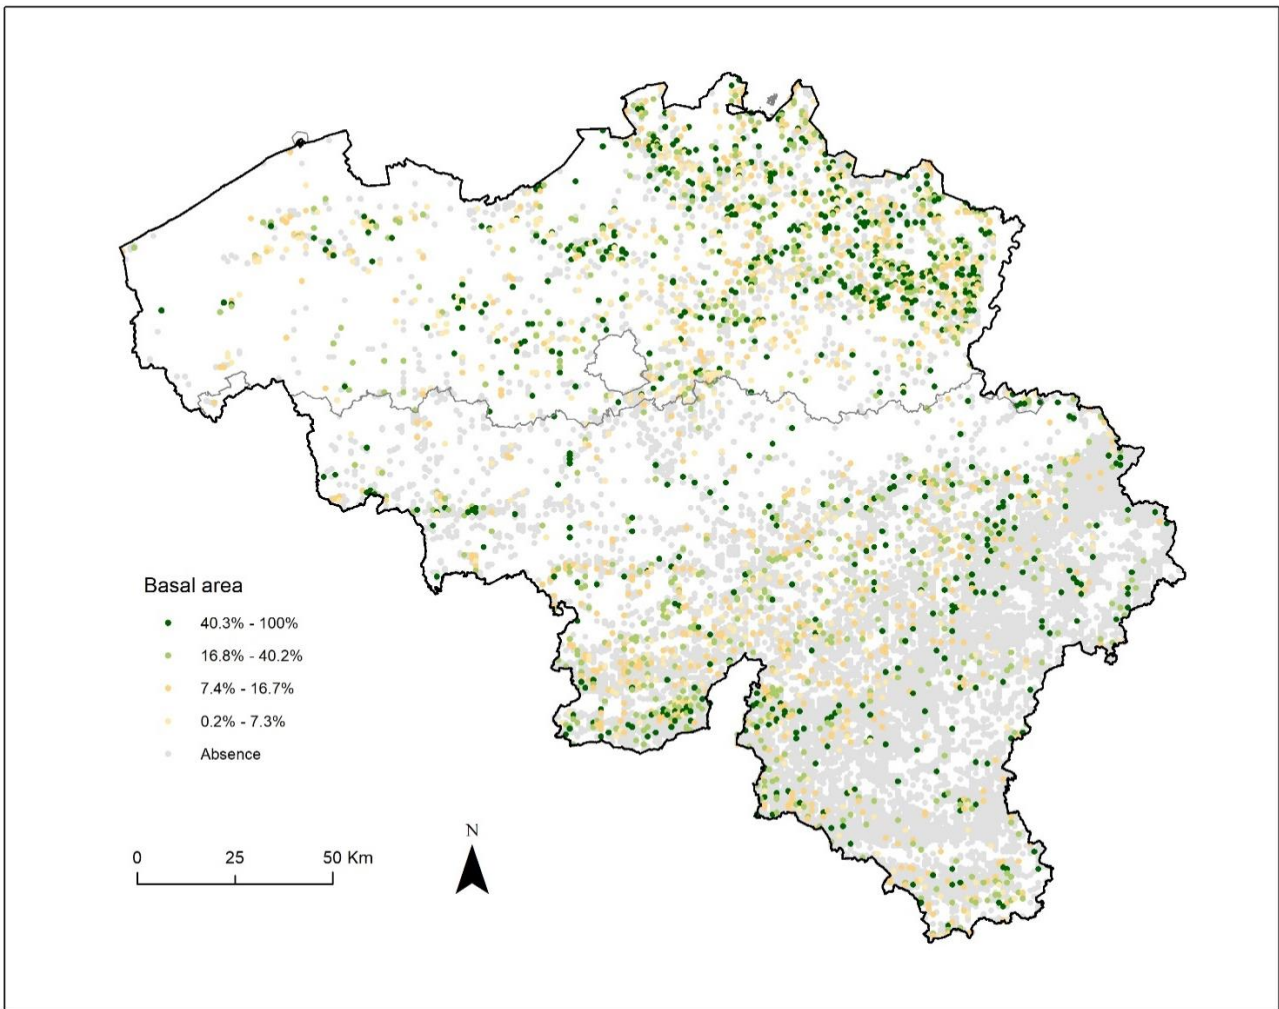 Basal area
40.3% - 100%
16.8% - 40.2%
7.4% - 16.7%
0.2% - 7.3%
Absence
N
0 25 50 Km